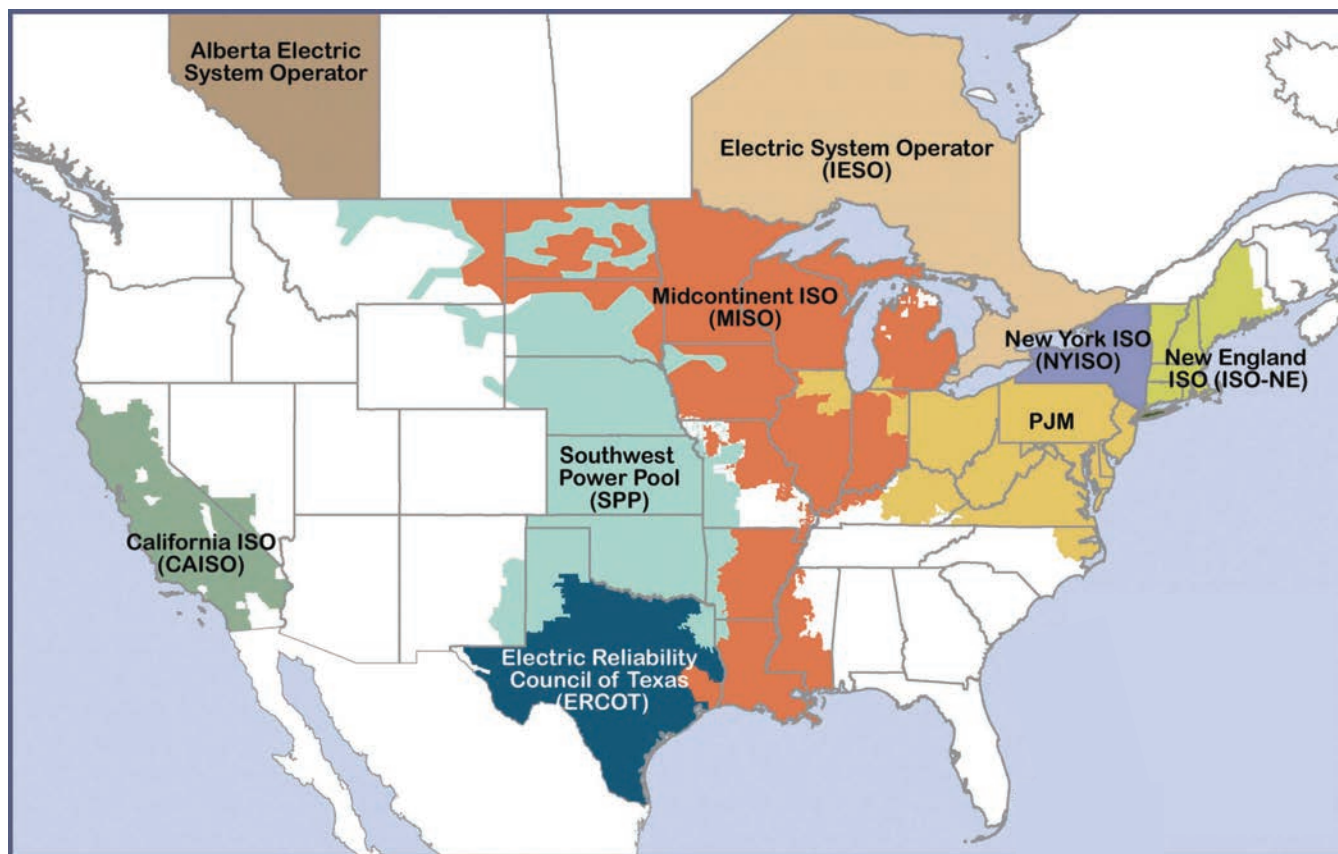 Alberta Electric
System Operator
Electric System Operator
(IESO)
Midcontinent ISO
(MISO)
New York ISO
(NYISO)
New England
ISO (ISO-NE)
PJM
Southwest
Power Pool
(SPP)
California ISO
(CAISO)
Electric Reliability
Council of Texas
(ERCOT)